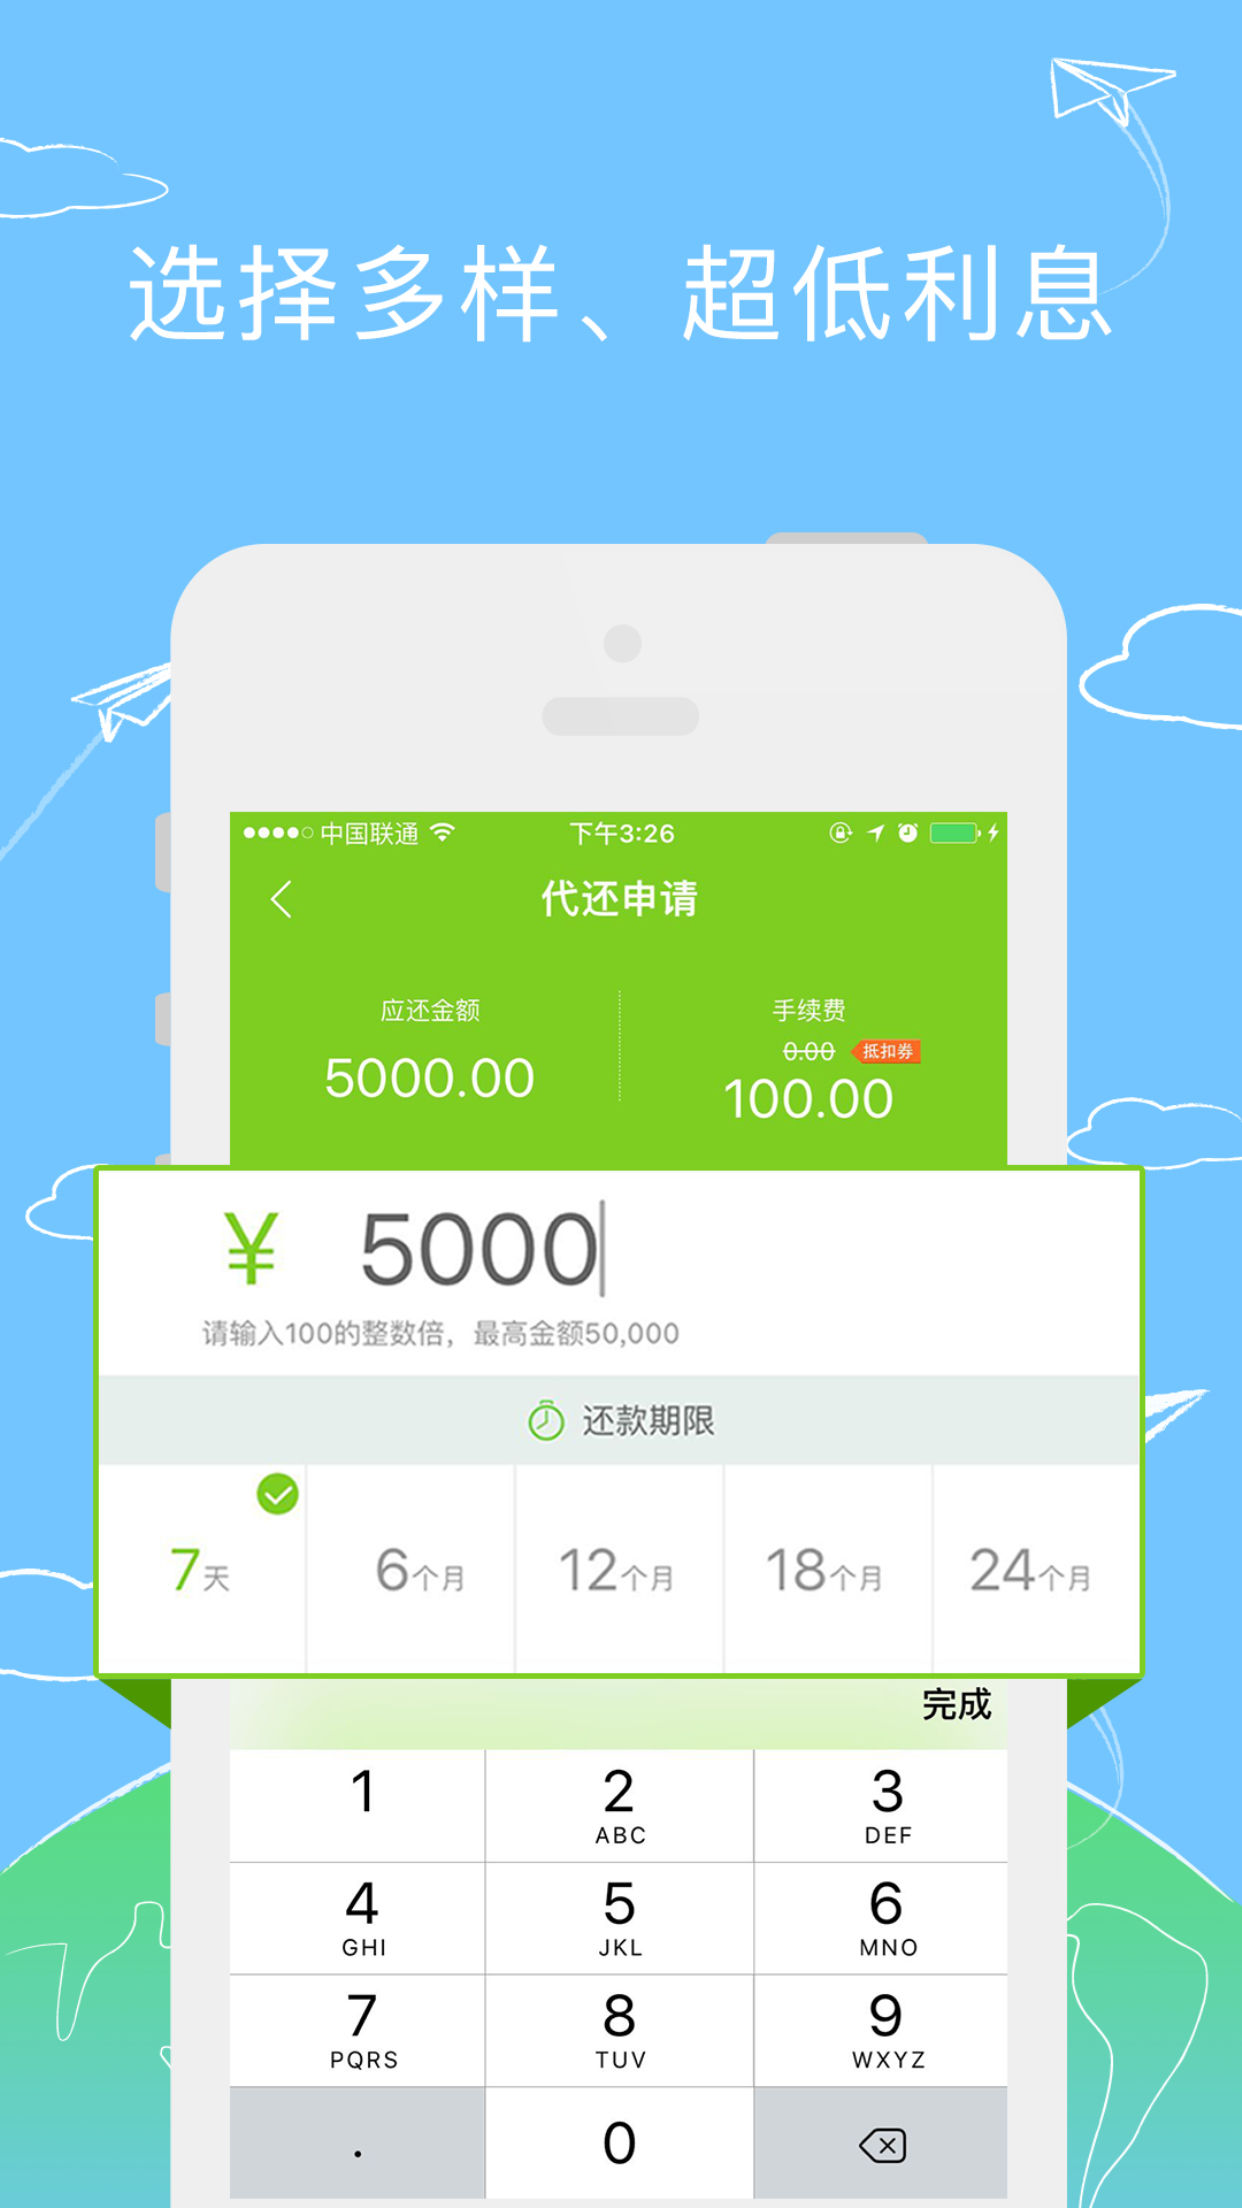 选择多样、超低利息
中国联通 下午3:26
代还申请
应还金额 手续费
0.00 抵扣券
5000.00 100.00
¥ 5000
请输入100的整数倍，最高金额50,000
还款期限
7天 6个月 12个月 18个月 24个月
完成
1 2 3
ABC DEF
4 5 6
GHI JKL MNO
7 8 9
PQRS TUV WXYZ
. 0